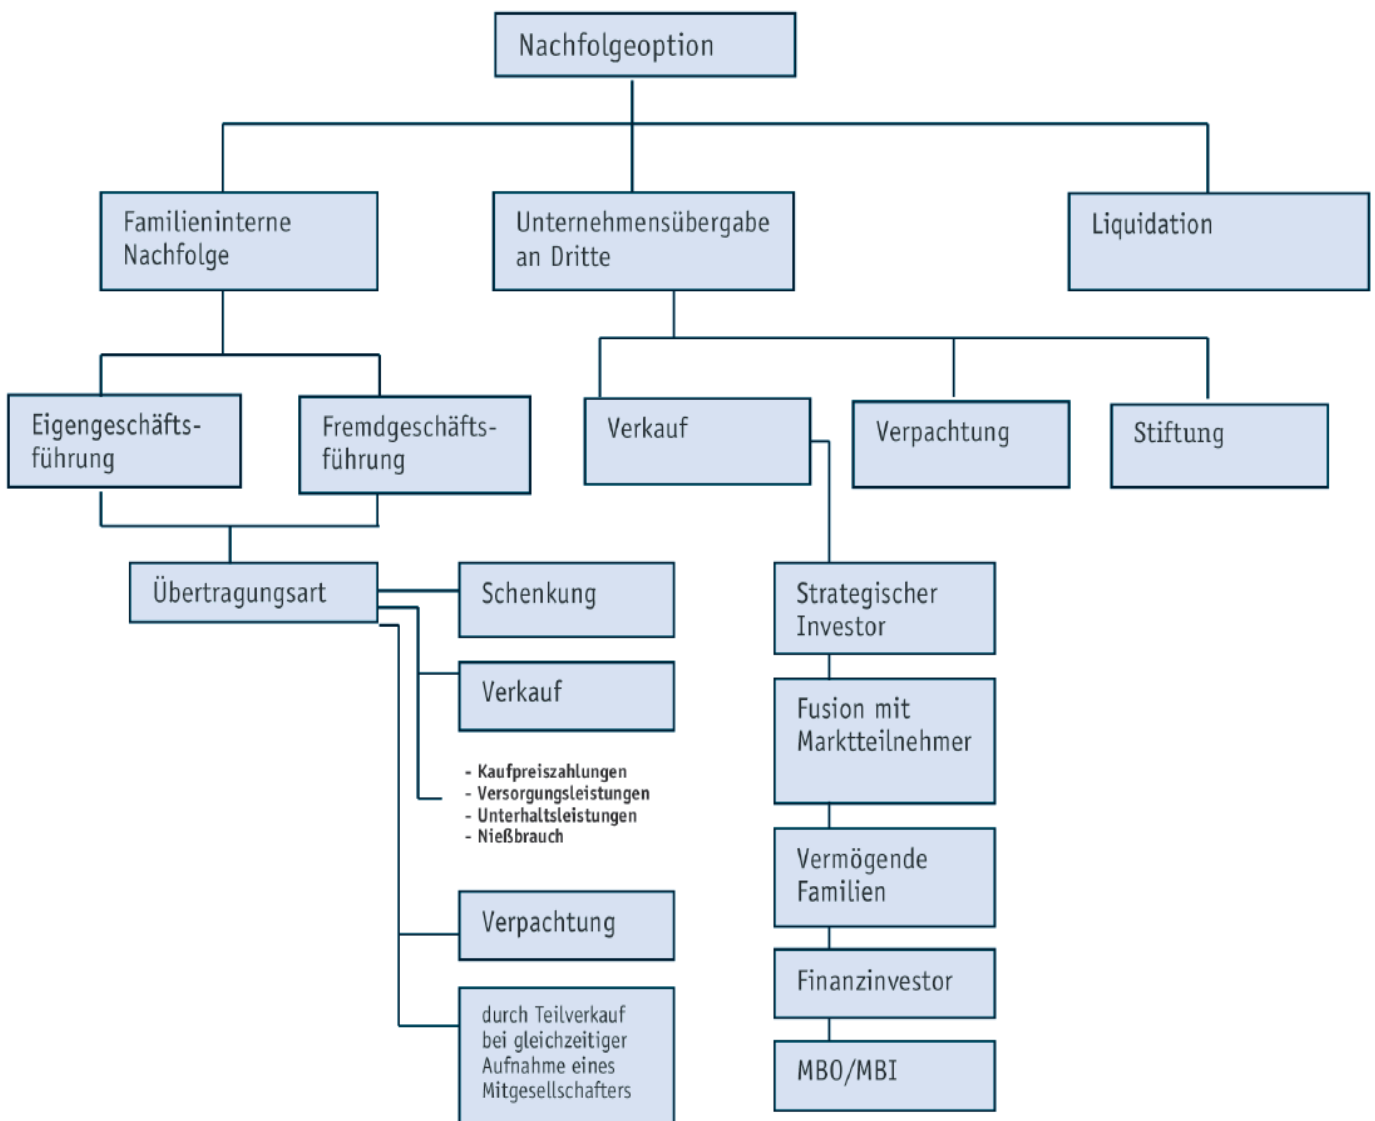 Nachfolgeoption
Familieninterne
Nachfolge
Unternehmensübergabe
an Dritte
Liquidation
Eigengeschäfts-
führung
Fremdgeschäfts-
führung
Verkauf
Verpachtung
Stiftung
Übertragungsart
Schenkung
Verkauf
- Kaufpreiszahlungen
- Versorgungsleistungen
- Unterhaltsleistungen
- Nießbrauch
Verpachtung
durch Teilverkauf
bei gleichzeitiger
Aufnahme eines
Mitgesellschafters
Strategischer
Investor
Fusion mit
Marktteilnehmer
Vermögende
Familien
Finanzinvestor
MBO/MBI